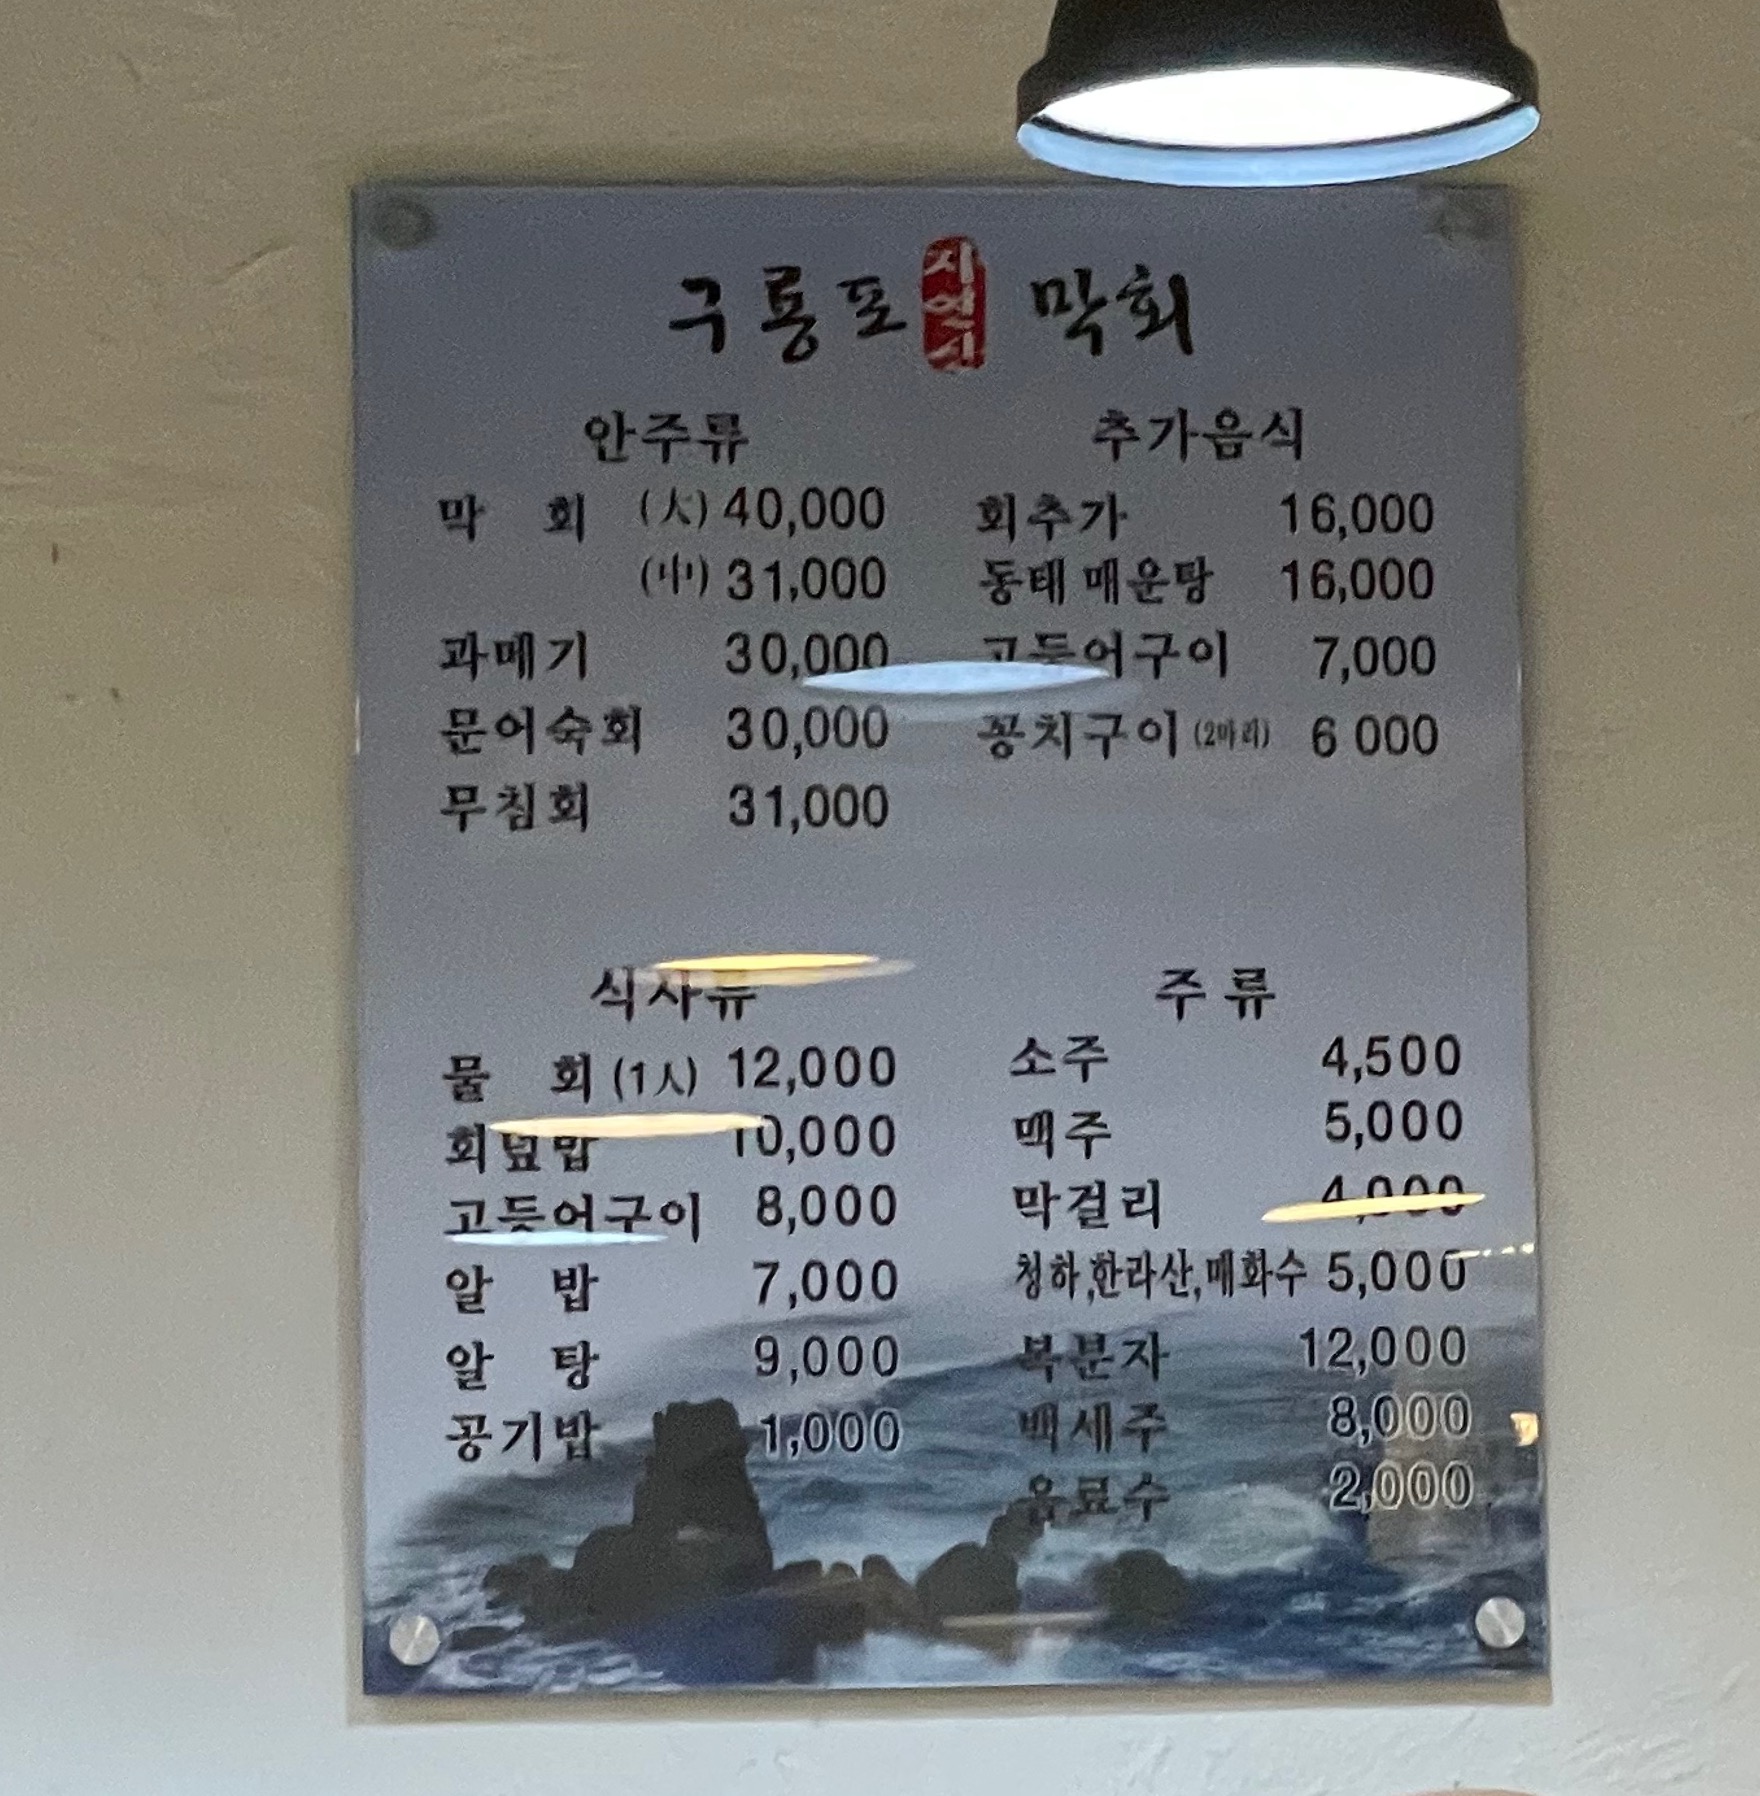 구룡포 자연산 막회
안주류
막 회 (大) 40,000
(中) 31,000
과메기 30,000
문어숙회 30,000
무침회 31,000
추가음식
회추가 16,000
동태매운탕 16,000
고등어구이 7,000
꽁치구이 (2마리) 6 000
식사류
물 회 (1人) 12,000
회덮밥 10,000
고등어구이 8,000
알 밥 7,000
알 탕 9,000
공기밥 1,000
주류
소주 4,500
맥주 5,000
막걸리 4,000
청하,한라산,매화수 5,000
복분자 12,000
백세주 8,000
음료수 2,000